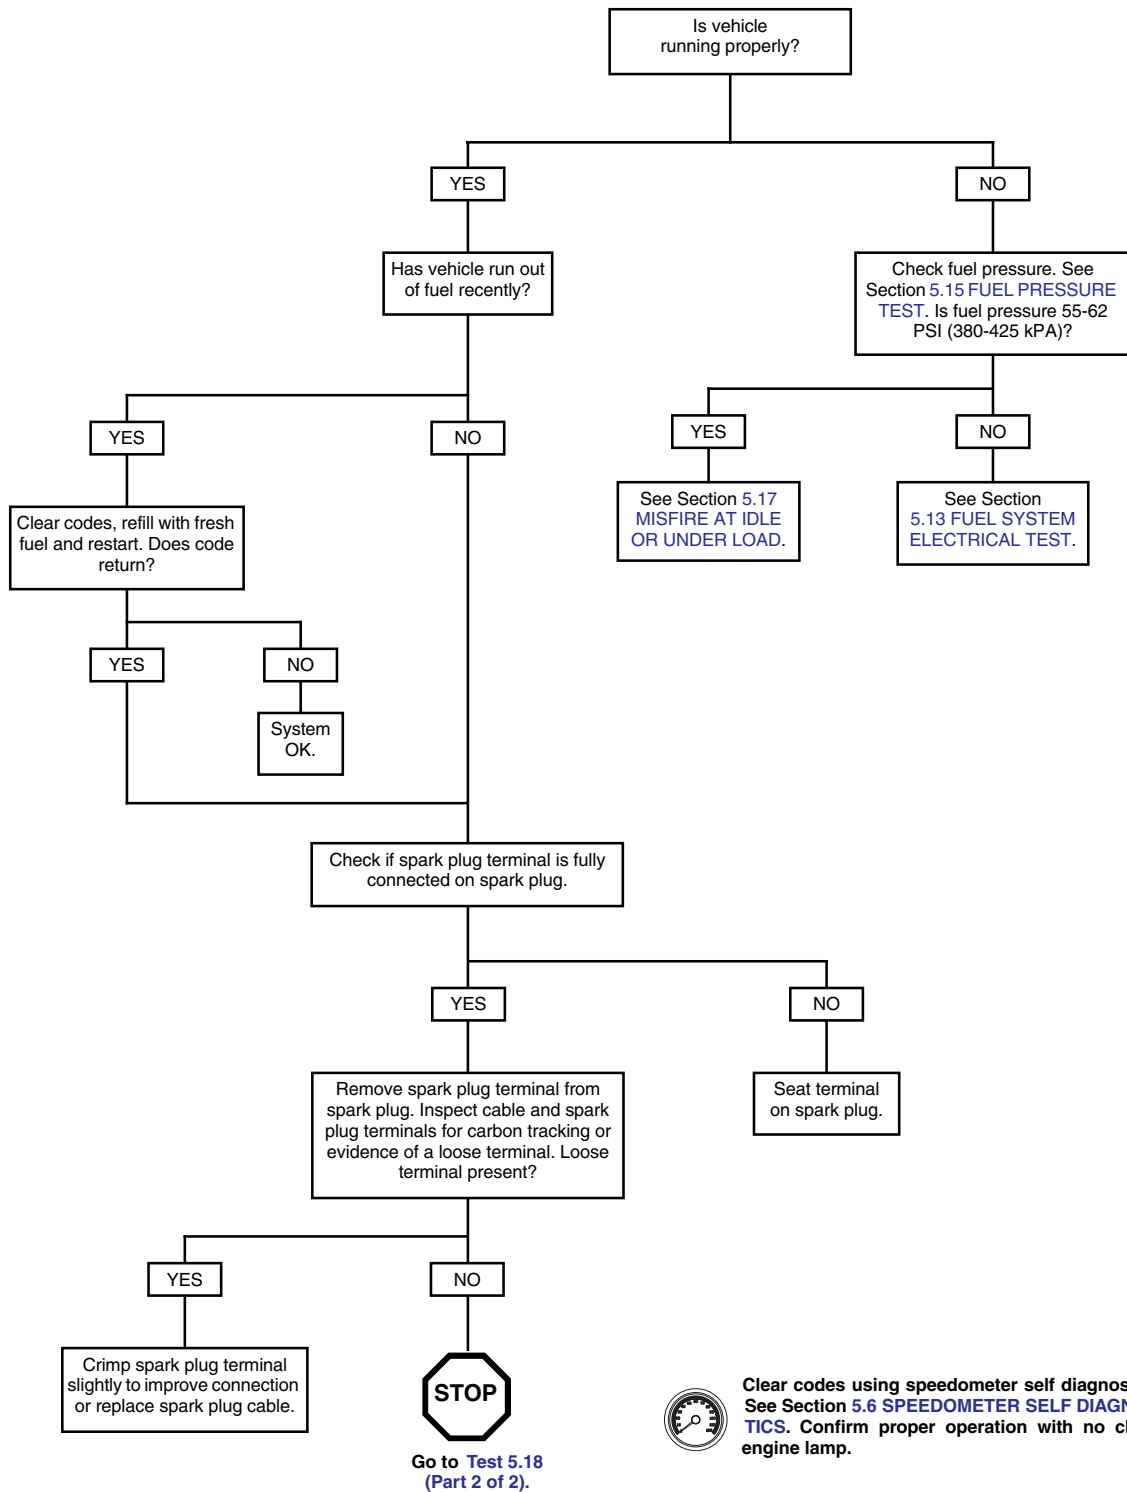 Is vehicle
running properly?
YES
NO
Has vehicle run out
of fuel recently?
Check fuel pressure. See
Section 5.15 FUEL PRESSURE
TEST. Is fuel pressure 55-62
PSI (380-425 kPA)?
YES
NO
YES
NO
Clear codes, refill with fresh
fuel and restart. Does code
return?
See Section 5.17
MISFIRE AT IDLE
OR UNDER LOAD.
See Section
5.13 FUEL SYSTEM
ELECTRICAL TEST.
YES
NO
System
OK.
Check if spark plug terminal is fully
connected on spark plug.
YES
NO
Remove spark plug terminal from
spark plug. Inspect cable and spark
plug terminals for carbon tracking or
evidence of a loose terminal. Loose
terminal present?
Seat terminal
on spark plug.
YES
NO
Crimp spark plug terminal
slightly to improve connection
or replace spark plug cable.
STOP
Go to Test 5.18
(Part 2 of 2).
Clear codes using speedometer self diagnos
See Section 5.6 SPEEDOMETER SELF DIAGN
TICS. Confirm proper operation with no c
engine lamp.